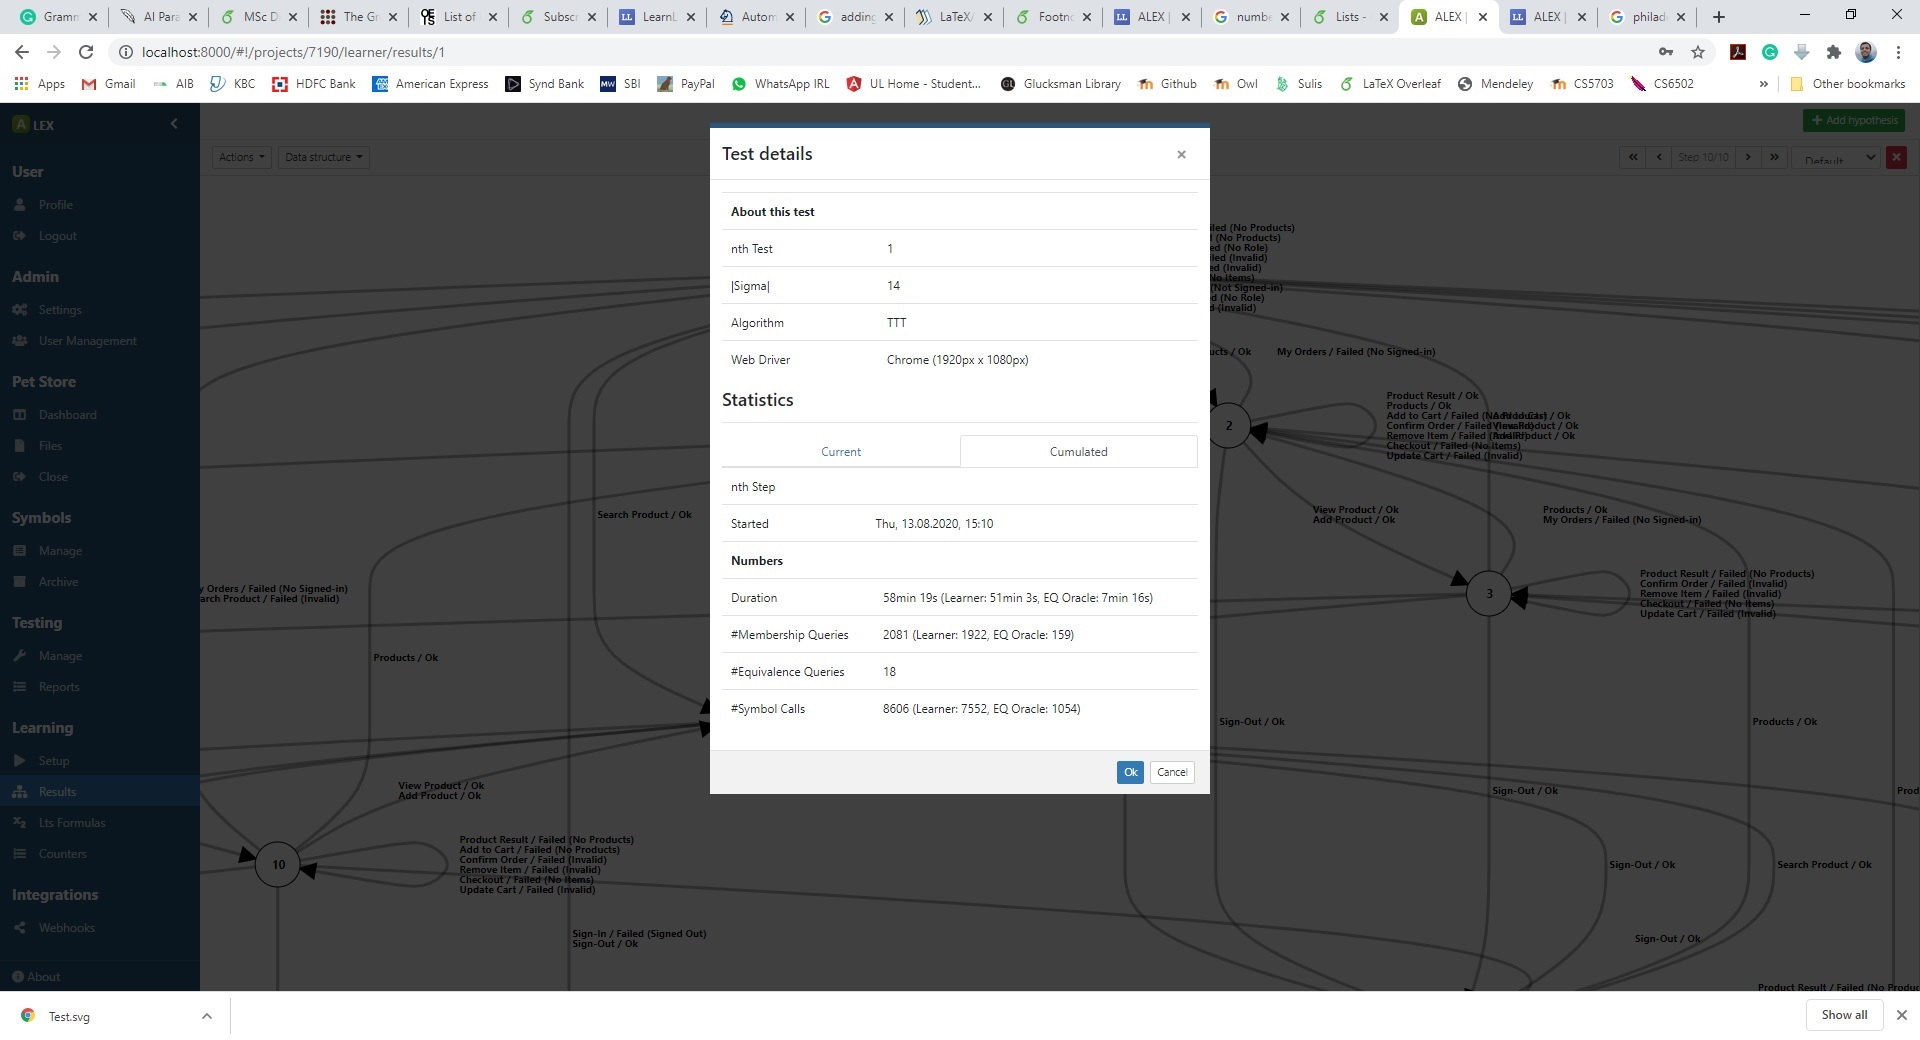 Gramm
AI Para
MSc D
The Gr
List of
Subscr
LearnL
Autom
adding
LaTeX/
Footno
ALEX |
numbe
Lists -
ALEX |
ALEX |
philad
localhost:8000/#!/projects/7190/learner/results/1
Apps
Gmail
AIB
KBC
HDFC Bank
American Express
Synd Bank
SBI
PayPal
WhatsApp IRL
UL Home - Student...
Glucksman Library
Github
Owl
Sulis
LaTeX Overleaf
Mendeley
CS5703
CS6502
»
Other bookmarks
A LEX
User
Profile
Logout
Admin
Settings
User Management
Pet Store
Dashboard
Files
Close
Symbols
Manage
Archive
Testing
Manage
Reports
Learning
Setup
Results
Lts Formulas
Counters
Integrations
Webhooks
About
Actions
Data structure
+ Add hypothesis
Step 10/10
Default
Test details
×
About this test
nth Test 1
|Sigma| 14
Algorithm TTT
Web Driver Chrome (1920px x 1080px)
Statistics
Current Cumulated
nth Step
Started Thu, 13.08.2020, 15:10
Numbers
Duration 58min 19s (Learner: 51min 3s, EQ Oracle: 7min 16s)
#Membership Queries 2081 (Learner: 1922, EQ Oracle: 159)
#Equivalence Queries 18
#Symbol Calls 8606 (Learner: 7552, EQ Oracle: 1054)
Ok Cancel
iled (No Products)
(No Products)
ed (No Role)
iled (Invalid)
ed (Invalid)
No Items)
(Not Signed-in)
d (No Role)
d (Invalid)
ucts / Ok
My Orders / Failed (No Signed-in)
2
Product Result / Ok
Products / Ok
Add to Cart / Failed
Confirm Order / Failed
Remove Item / Failed
Checkout / Failed (No Items)
Update Cart / Failed (Invalid)
View Product / Ok
Add Product / Ok
Products / Ok
My Orders / Failed (No Signed-in)
3
Product Result / Failed (No Products)
Confirm Order / Failed (Invalid)
Remove Item / Failed (Invalid)
Checkout / Failed (No Items)
Update Cart / Failed (Invalid)
Search Product / Ok
y Orders / Failed (No Signed-in)
arch Product / Failed (Invalid)
Products / Ok
Sign-Out / Ok
Products / Ok
View Product / Ok
Add Product / Ok
Sign-Out / Ok
Prod
10
Product Result / Failed (No Products)
Add to Cart / Failed (No Products)
Confirm Order / Failed (Invalid)
Remove Item / Failed (Invalid)
Checkout / Failed (No Items)
Update Cart / Failed (Invalid)
Sign-Out / Ok
Search Product / Ok
Sign-In / Failed (Signed Out)
Sign-Out / Ok
Sign-Out / Ok
Product Result / Failed (No Produc
Test.svg
Show all